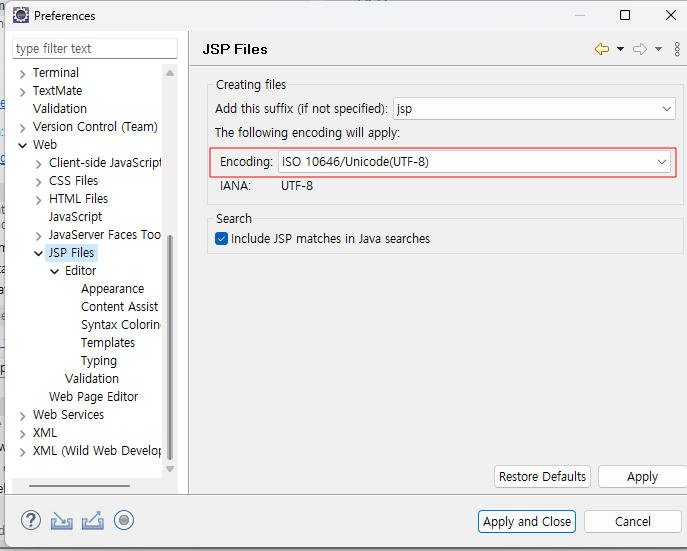 Preferences
type filter text
Terminal
TextMate
Validation
Version Control (Team)
Web
Client-side JavaScript
CSS Files
HTML Files
JavaScript
JavaServer Faces Too
JSP Files
Editor
Appearance
Content Assist
Syntax Colorin
Templates
Typing
Validation
Web Page Editor
Web Services
XML
XML (Wild Web Develop
JSP Files
Creating files
Add this suffix (if not specified): jsp
The following encoding will apply:
Encoding: ISO 10646/Unicode(UTF-8)
IANA: UTF-8
Search
Include JSP matches in Java searches
Restore Defaults Apply
? Apply and Close Cancel